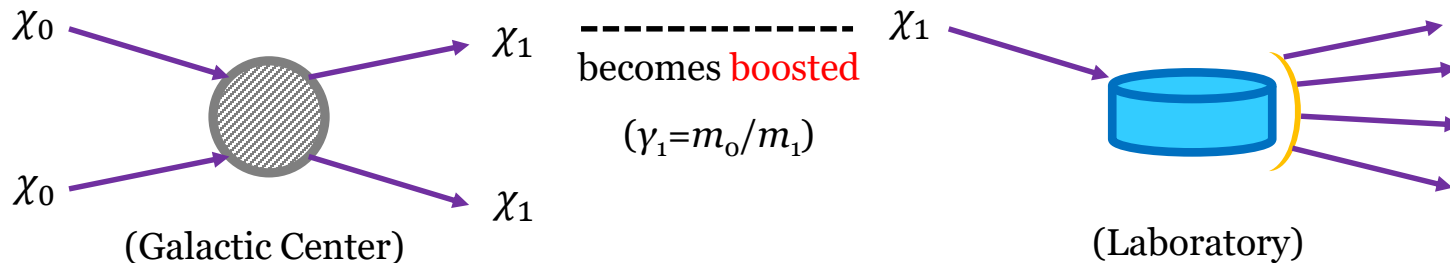 χ₀
χ₁
χ₁
becomes boosted
(γ₁=m₀/m₁)
χ₀
χ₁
(Galactic Center)
(Laboratory)